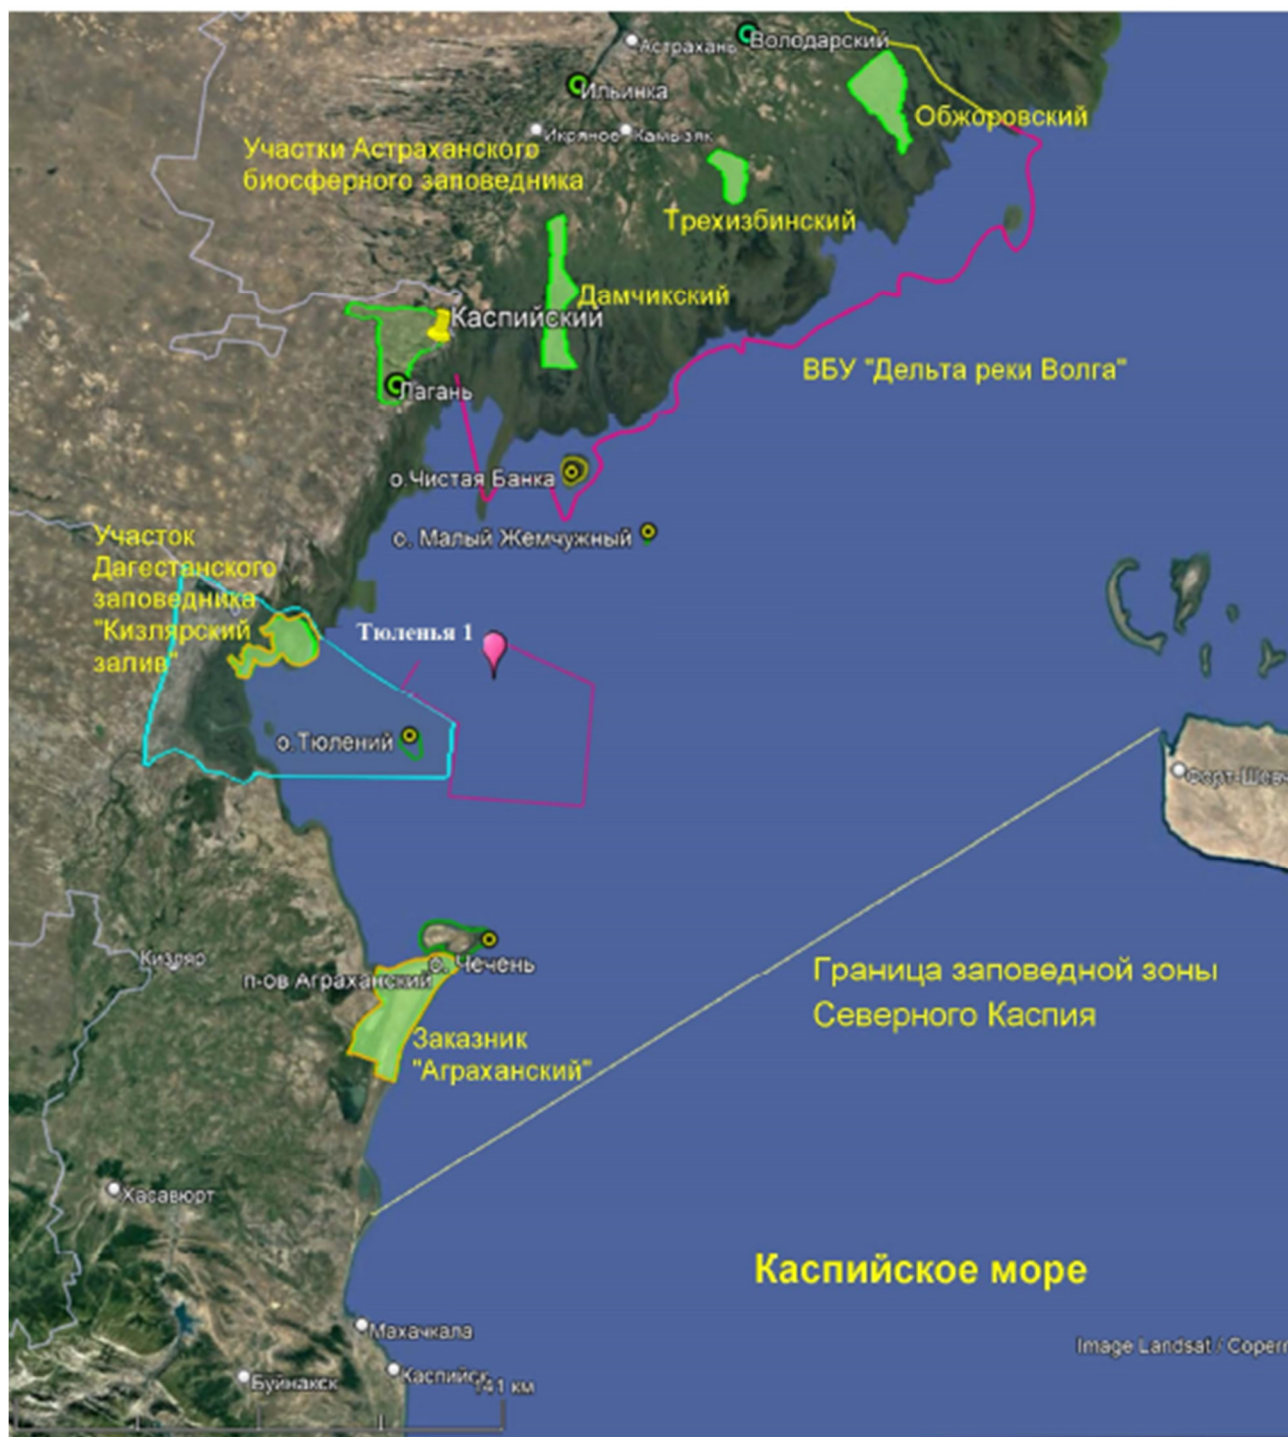 Астрахань
Володарский
Ильинка
Обжоровский
Икряное
Камызяк
Участки Астраханского
биосферного заповедника
Трехизбинский
Дамчикский
Каспийский
ВБУ "Дельта реки Волга"
Лагань
о.Чистая Банка
о. Малый Жемчужный
Участок
Дагестанского
заповедника
"Кизлярский
залив"
Тюленья 1
о.Тюлений
Форт-Шевч
Кизляр
о. Чечень
п-ов Аграханский
Граница заповедной зоны
Северного Каспия
Заказник
"Аграханский"
Хасавюрт
Каспийское море
Махачкала
Image Landsat / Copern
Каспийск
Буйнакск
141 км